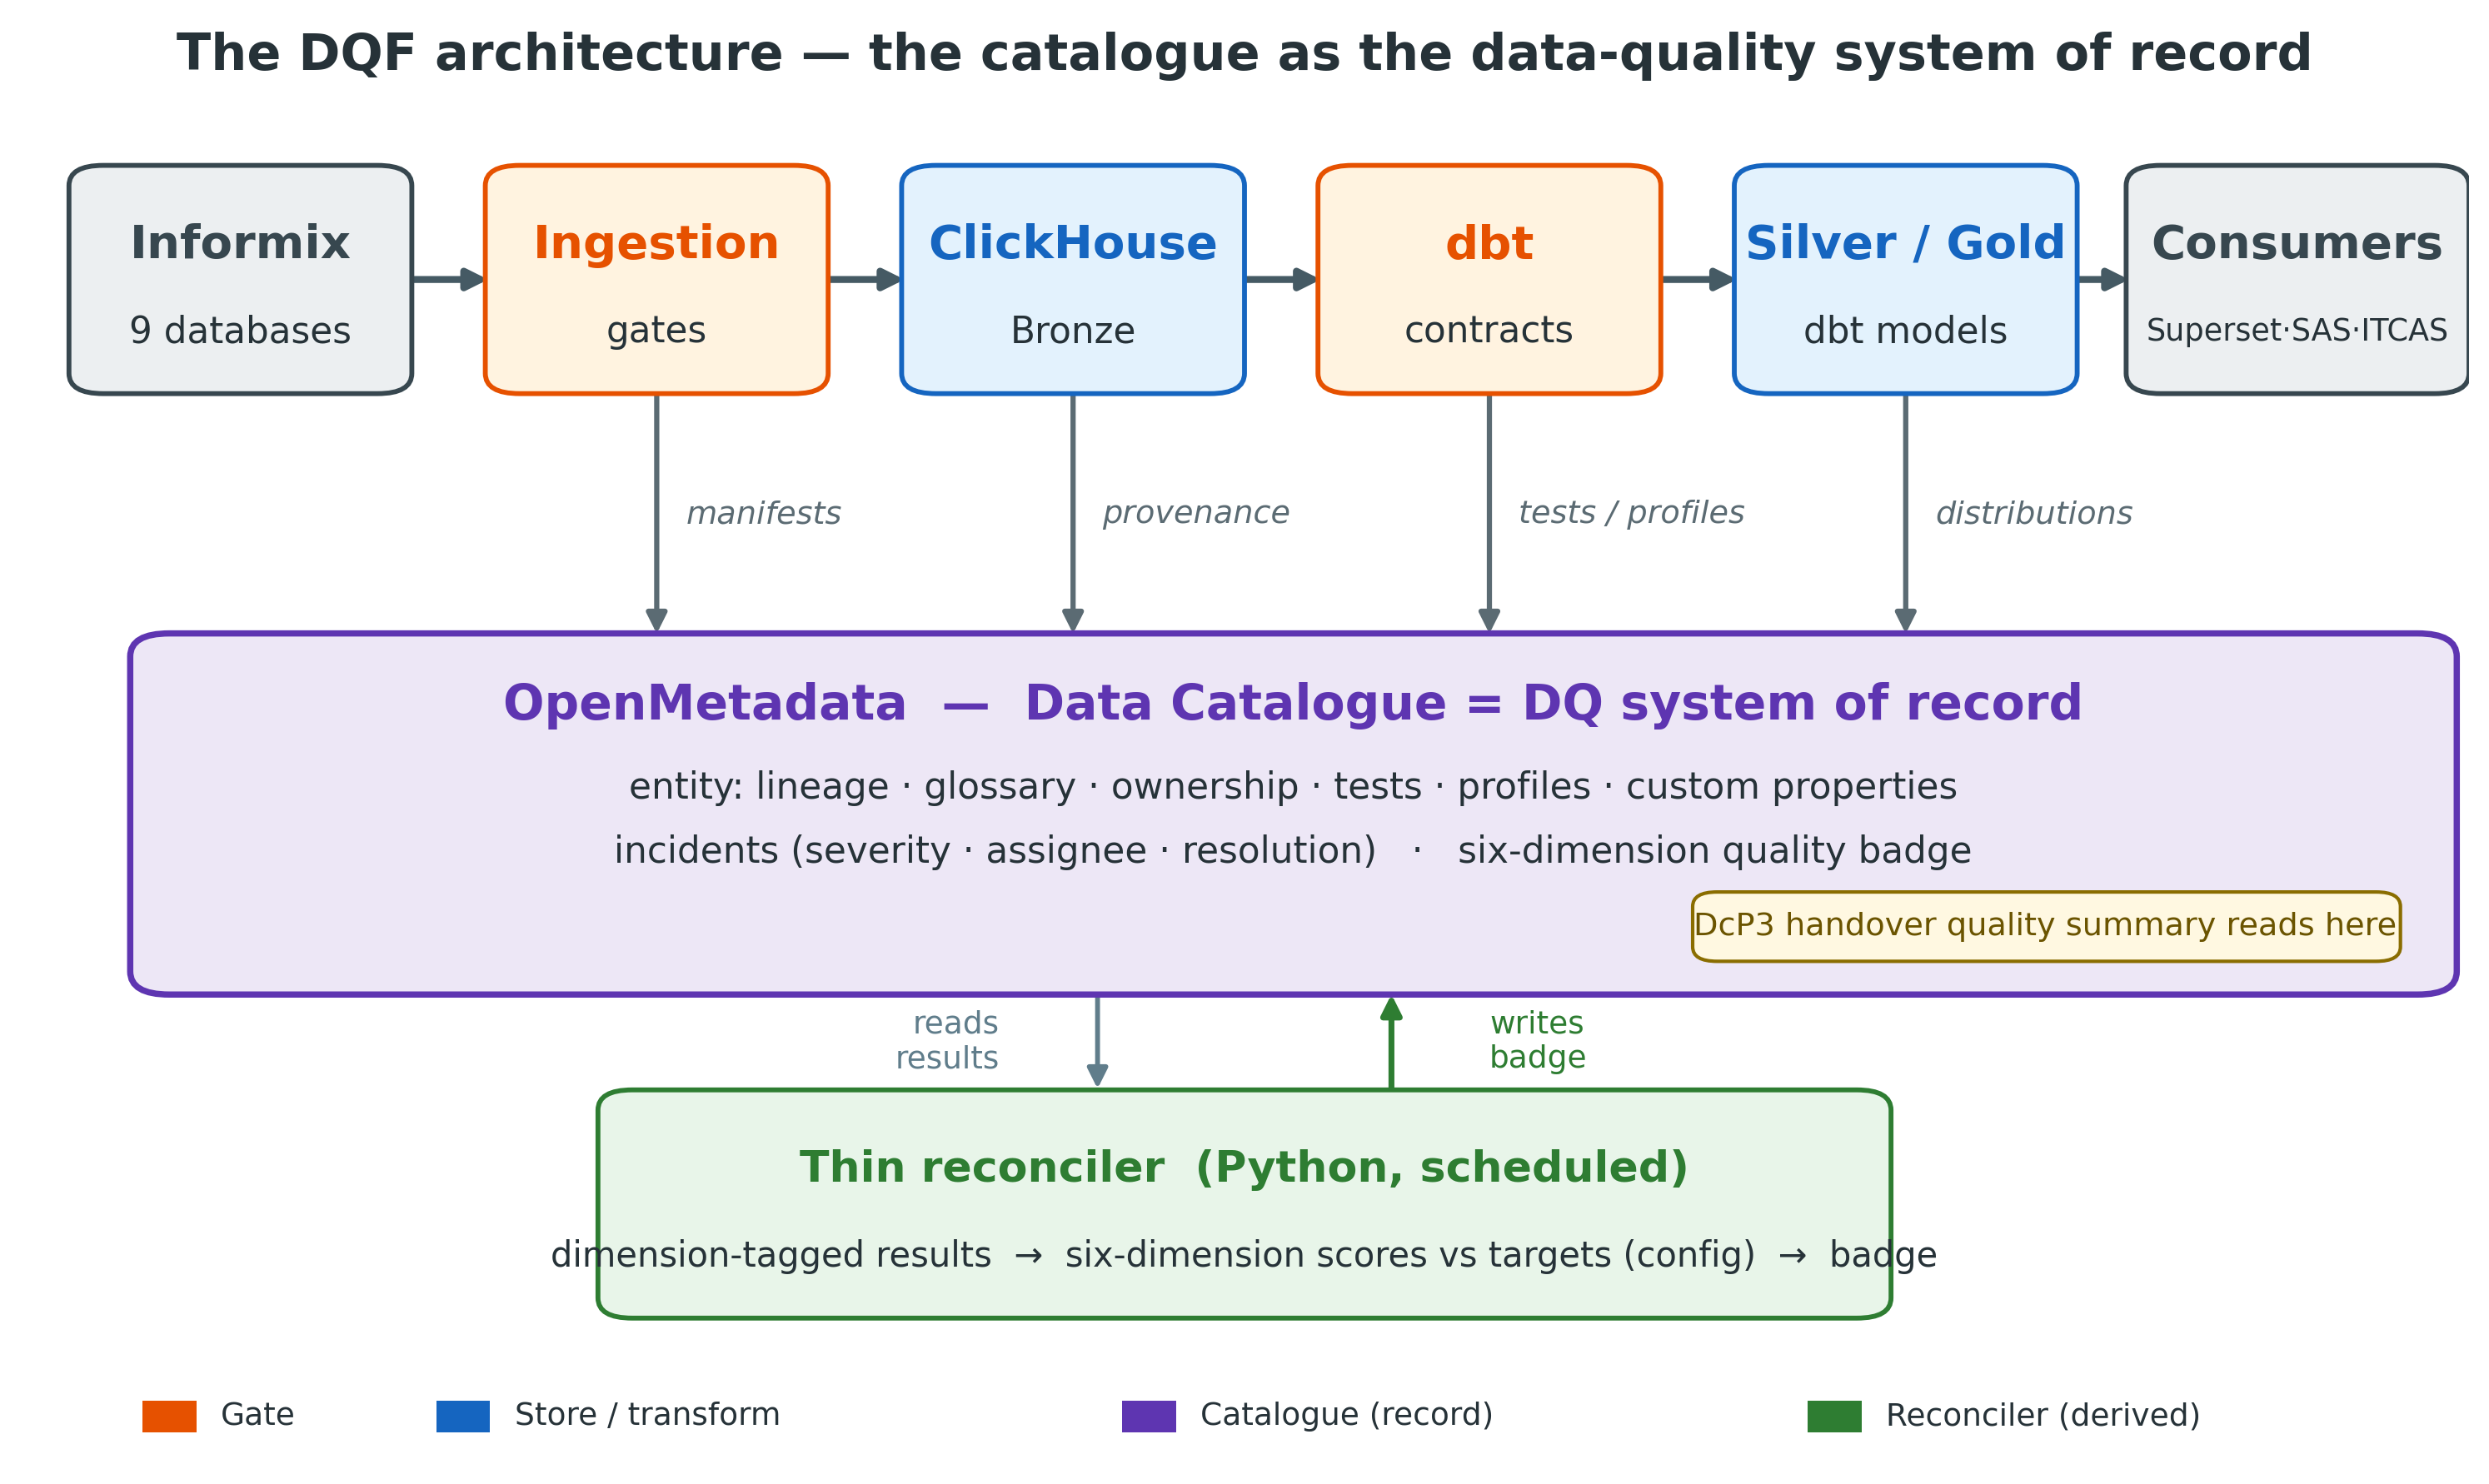 The DQF architecture — the catalogue as the data-quality system of record
Informix
9 databases
Ingestion
gates
ClickHouse
Bronze
dbt
contracts
Silver / Gold
dbt models
Consumers
Superset·SAS·ITCAS
manifests
provenance
tests / profiles
distributions
OpenMetadata — Data Catalogue = DQ system of record
entity: lineage · glossary · ownership · tests · profiles · custom properties
incidents (severity · assignee · resolution) · six-dimension quality badge
DcP3 handover quality summary reads here
reads
results
writes
badge
Thin reconciler (Python, scheduled)
dimension-tagged results → six-dimension scores vs targets (config) → badge
Gate
Store / transform
Catalogue (record)
Reconciler (derived)